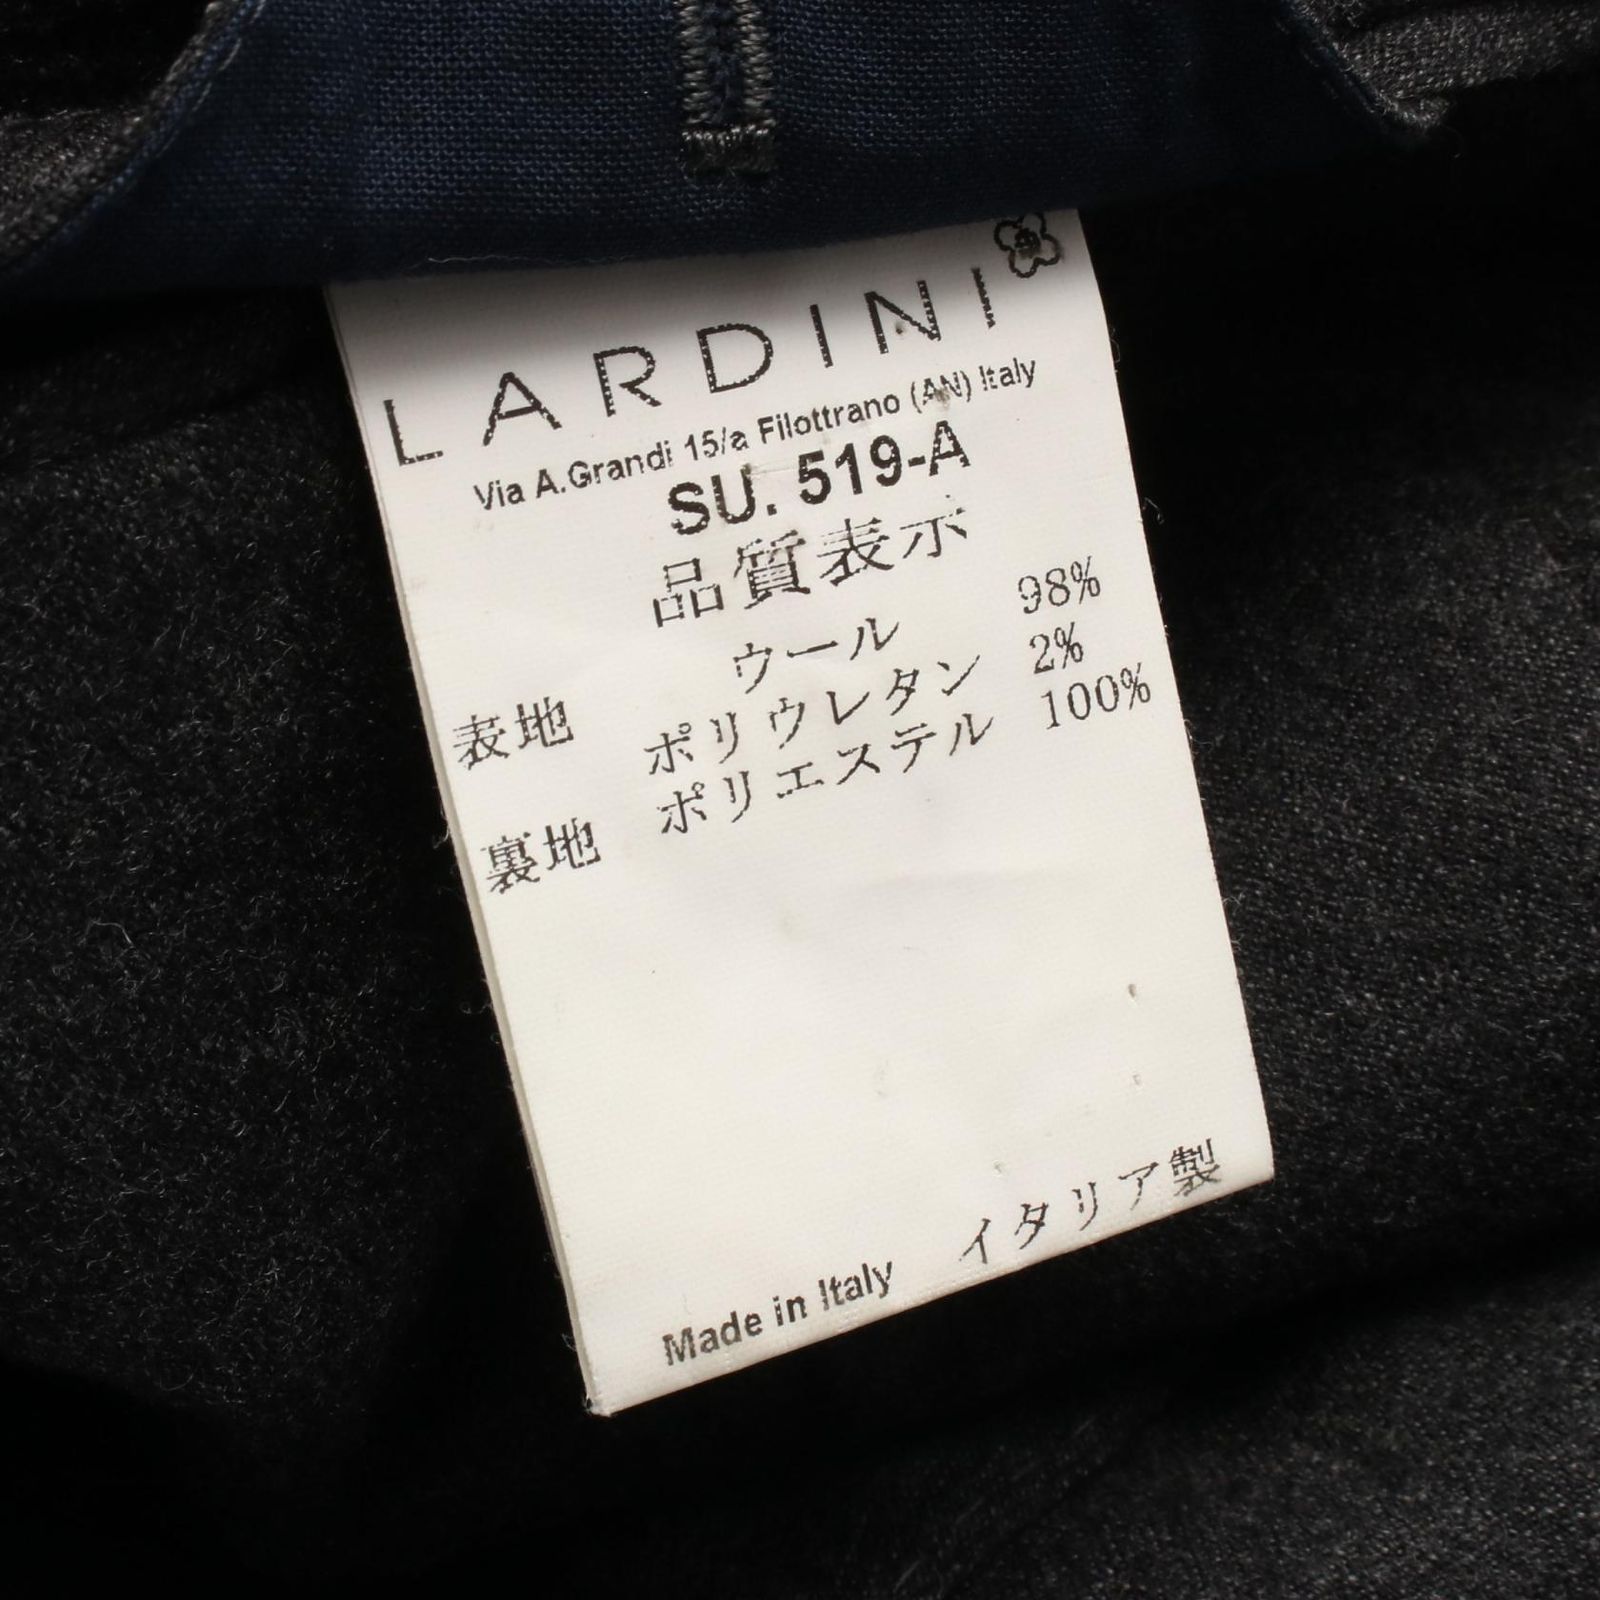 LARDINI
Via A.Grandi 15/a Filottrano (AN) Italy
SU. 519-A
品質表示
表地 ウール 98%
ポリウレタン 2%
裏地 ポリエステル 100%
Made in Italy イタリア製